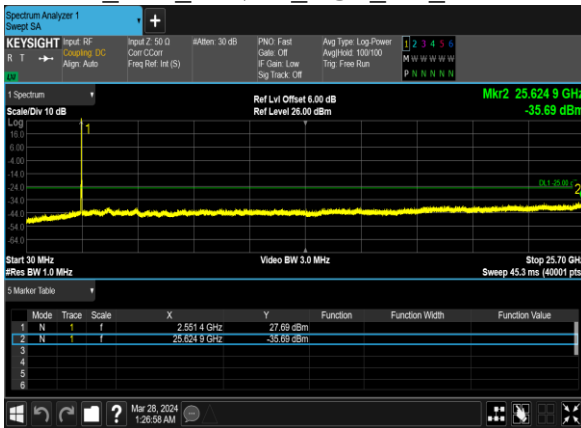 Spectrum Analyzer 1
Swept SA
+
KEYSIGHT Input: RF Input Z: 50 Ω #Atten: 30 dB PNO: Fast Avg Type: Log-Power 1 2 3 4 5 6
R T Coupling: DC Corr CCorr Gate: Off Avg|Hold: 100/100 M W W W W W
Align: Auto Freq Ref: Int (S) IF Gain: Low Trig: Free Run
LV Sig Track: Off P N N N N N
1 Spectrum Ref Lvl Offset 6.00 dB Mkr2 25.624 9 GHz
Scale/Div 10 dB Ref Level 26.00 dBm -35.69 dBm
Log
16.0
6.00
-4.00
-14.0
-24.0
-34.0
-44.0
-54.0
-64.0
1
DL1 -25.00
2
Start 30 MHz Video BW 3.0 MHz Stop 25.70 GHz
#Res BW 1.0 MHz Sweep 45.3 ms (40001 pts
5 Marker Table
Mode Trace Scale X Y Function Function Width Function Value
1 N 1 f 2.551 4 GHz 27.69 dBm
2 N 1 f 25.624 9 GHz -35.69 dBm
3
4
5
6
? Mar 28, 2024
1:26:58 AM